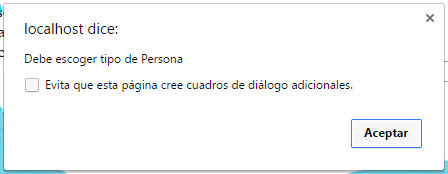 localhost dice:
Debe escoger tipo de Persona
Evita que esta página cree cuadros de diálogo adicionales.
Aceptar